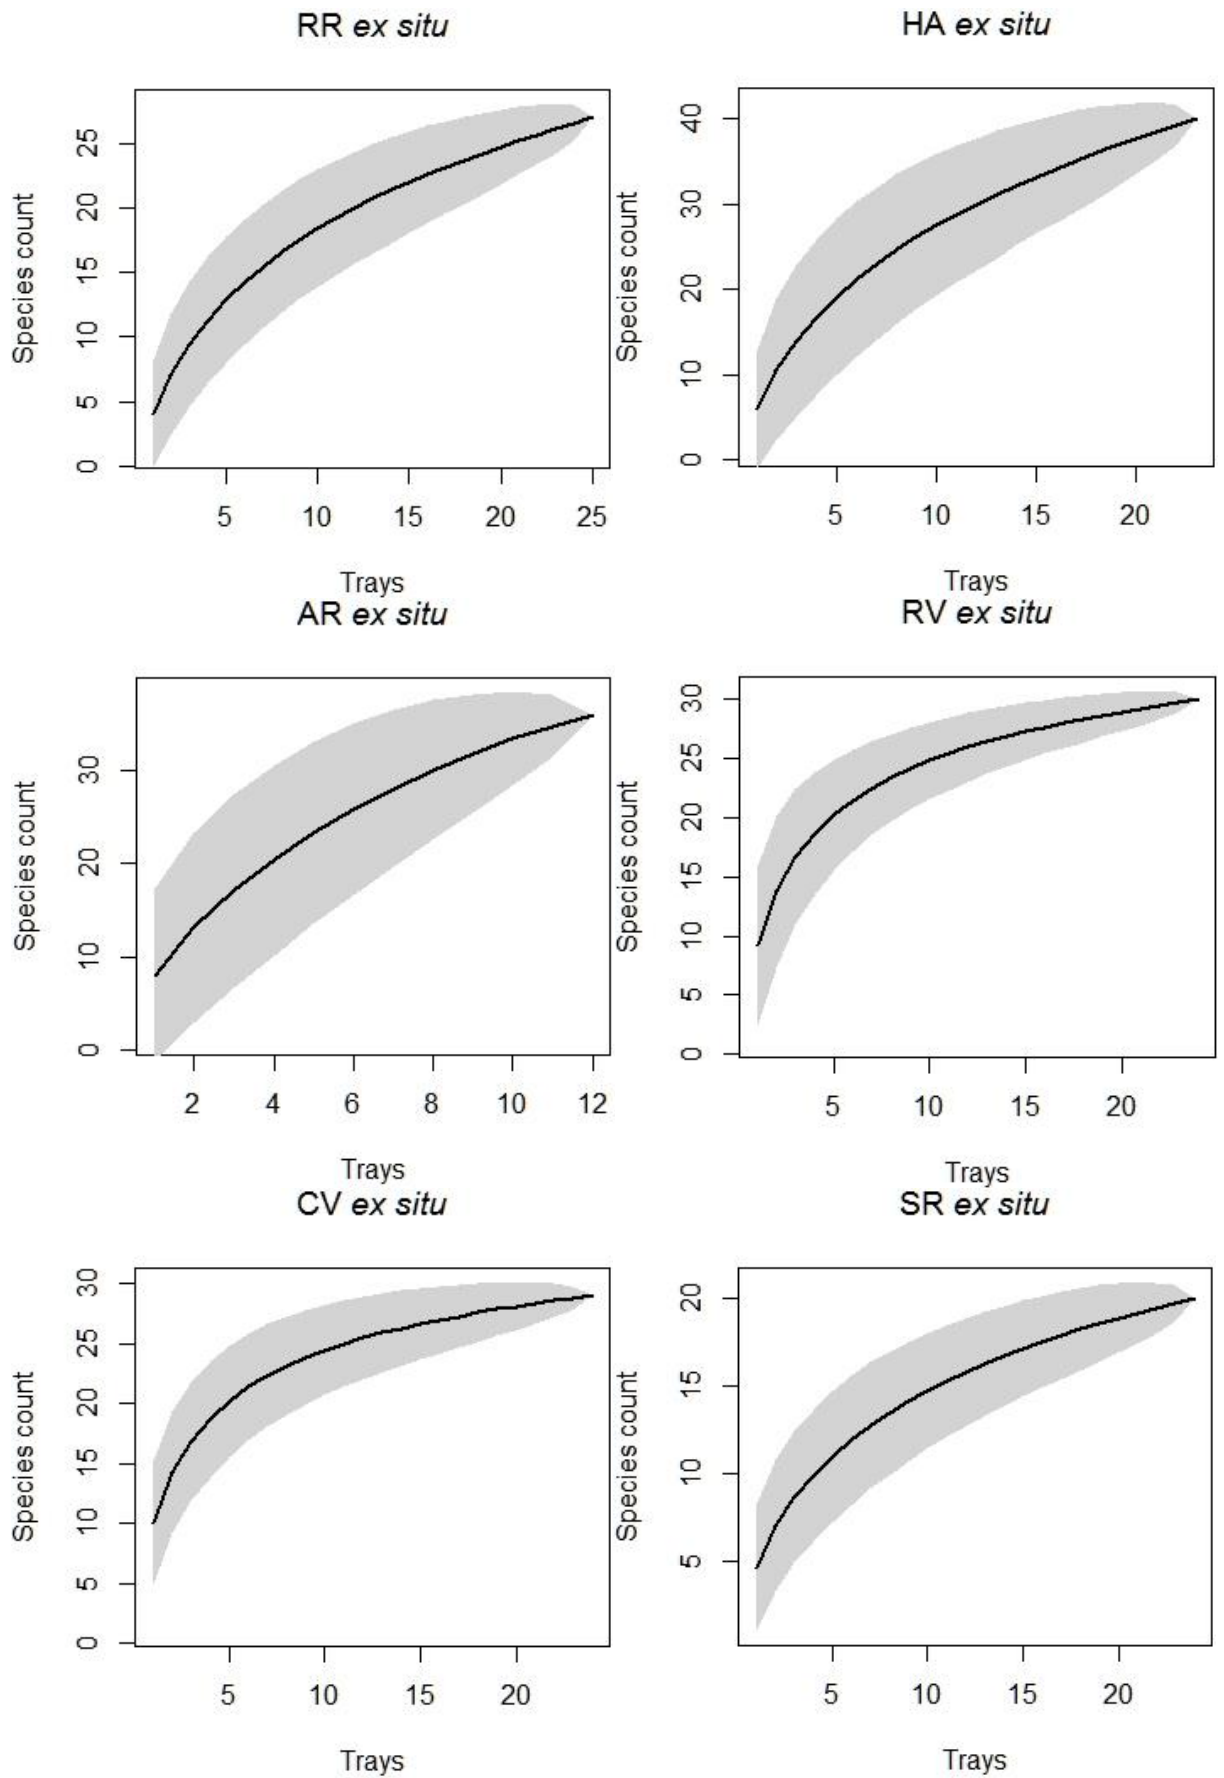 RR ex situ
Species count
25
20
15
10
5
0
5 10 15 20 25
Trays
HA ex situ
Species count
40
30
20
10
0
5 10 15 20
Trays
AR ex situ
Species count
30
20
10
0
2 4 6 8 10 12
Trays
RV ex situ
Species count
30
25
20
15
10
5
0
5 10 15 20
Trays
CV ex situ
Species count
30
25
20
15
10
5
0
5 10 15 20
Trays
SR ex situ
Species count
20
15
10
5
5 10 15 20
Trays